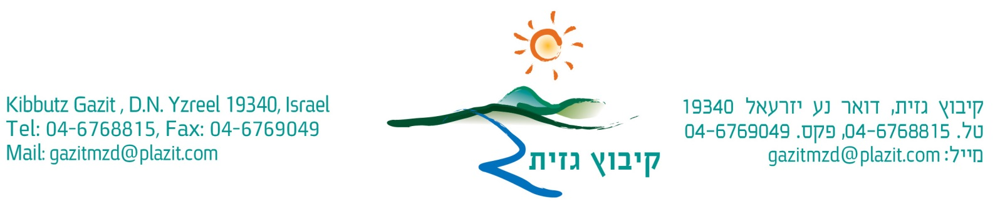 Kibbutz Gazit , D.N. Yzreel 19340, Israel
Tel: 04-6768815, Fax: 04-6769049
Mail: gazitmzd@plazit.com
קיבוץ גזית
קיבוץ גזית, דואר נע יזרעאל 19340
טל. 04-6768815, פקס. 04-6769049
מייל: gazitmzd@plazit.com